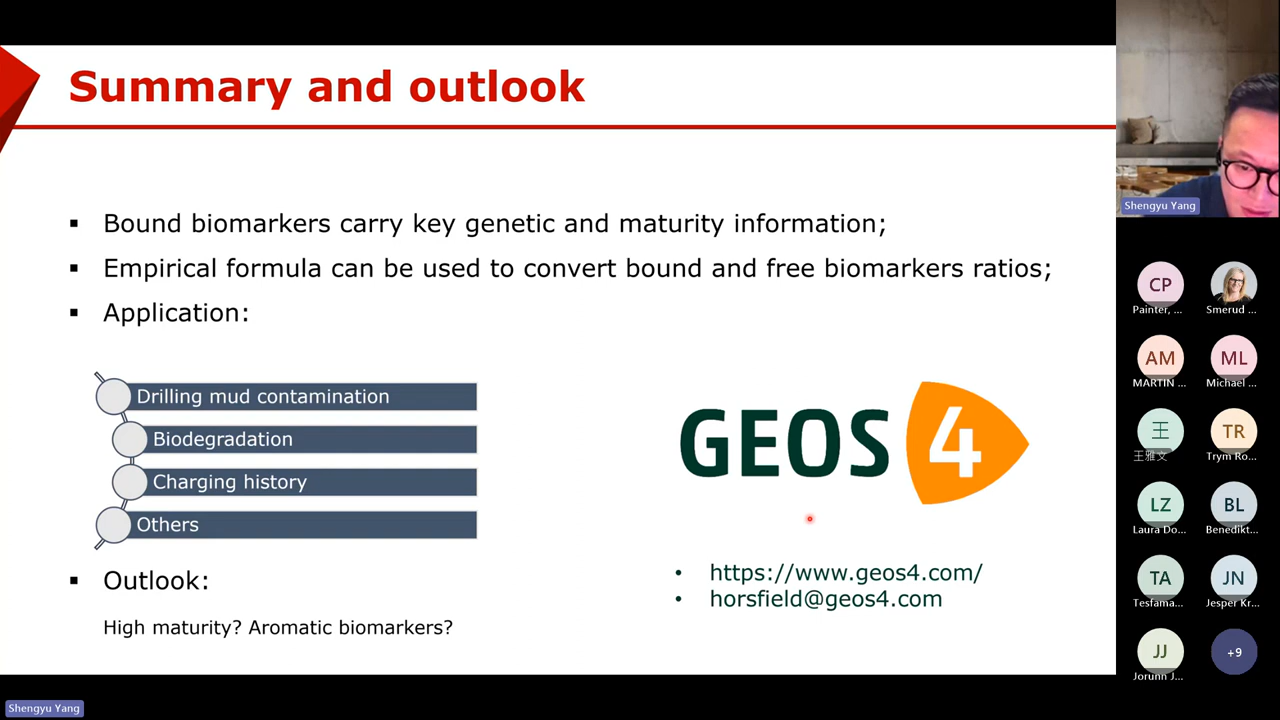 Summary and outlook
Bound biomarkers carry key genetic and maturity information;
Empirical formula can be used to convert bound and free biomarkers ratios;
Application:
Drilling mud contamination
Biodegradation
Charging history
Others
GEOS 4
https://www.geos4.com/
horsfield@geos4.com
Outlook:
High maturity? Aromatic biomarkers?
Shengyu Yang
CP
Painter, ...
Smerud ...
AM
MARTIN ...
ML
Michael ...
王
王雅文
TR
Trym Ro...
LZ
Laura Do...
BL
Benedikt...
TA
Tesfama...
JN
Jesper Kr...
JJ
Jorunn J...
+9
Shengyu Yang